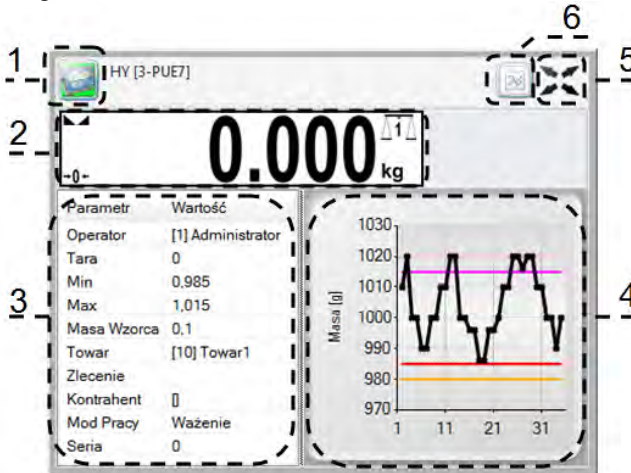 6
1
HY [3-PUE7]
5
2
→0←
0.000
1
kg
Parametr Wartość
Operator [1] Administrator
Tara 0
Min 0,985
Max 1,015
Masa Wzorca 0,1
Towar [10] Towar1
Zlecenie
Kontrahent []
Mod Pracy Ważenie
Seria 0
3
Masa [g]
1030
1020
1010
1000
990
980
970
1 11 21 31
4